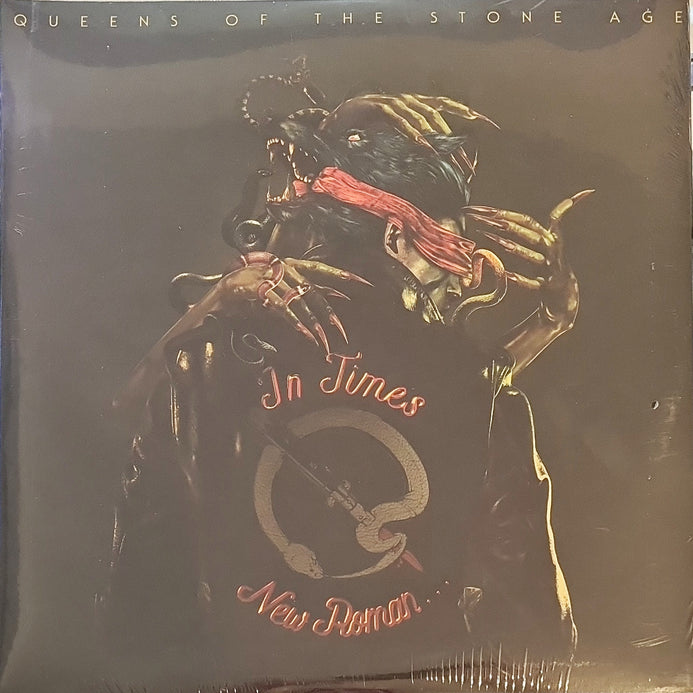 QUEENS OF THE STONE AGE
In Times
New Roman....